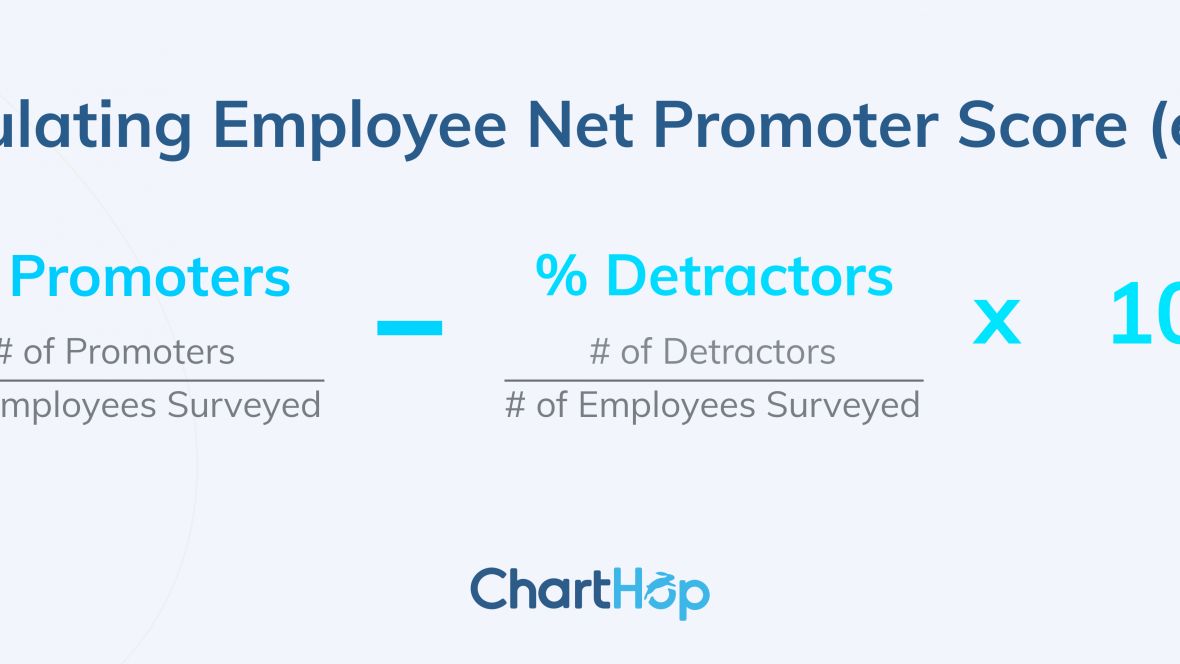 ulating Employee Net Promoter Score (e
Promoters
# of Promoters
mployees Surveyed
–
% Detractors
# of Detractors
# of Employees Surveyed
x
10
ChartHop